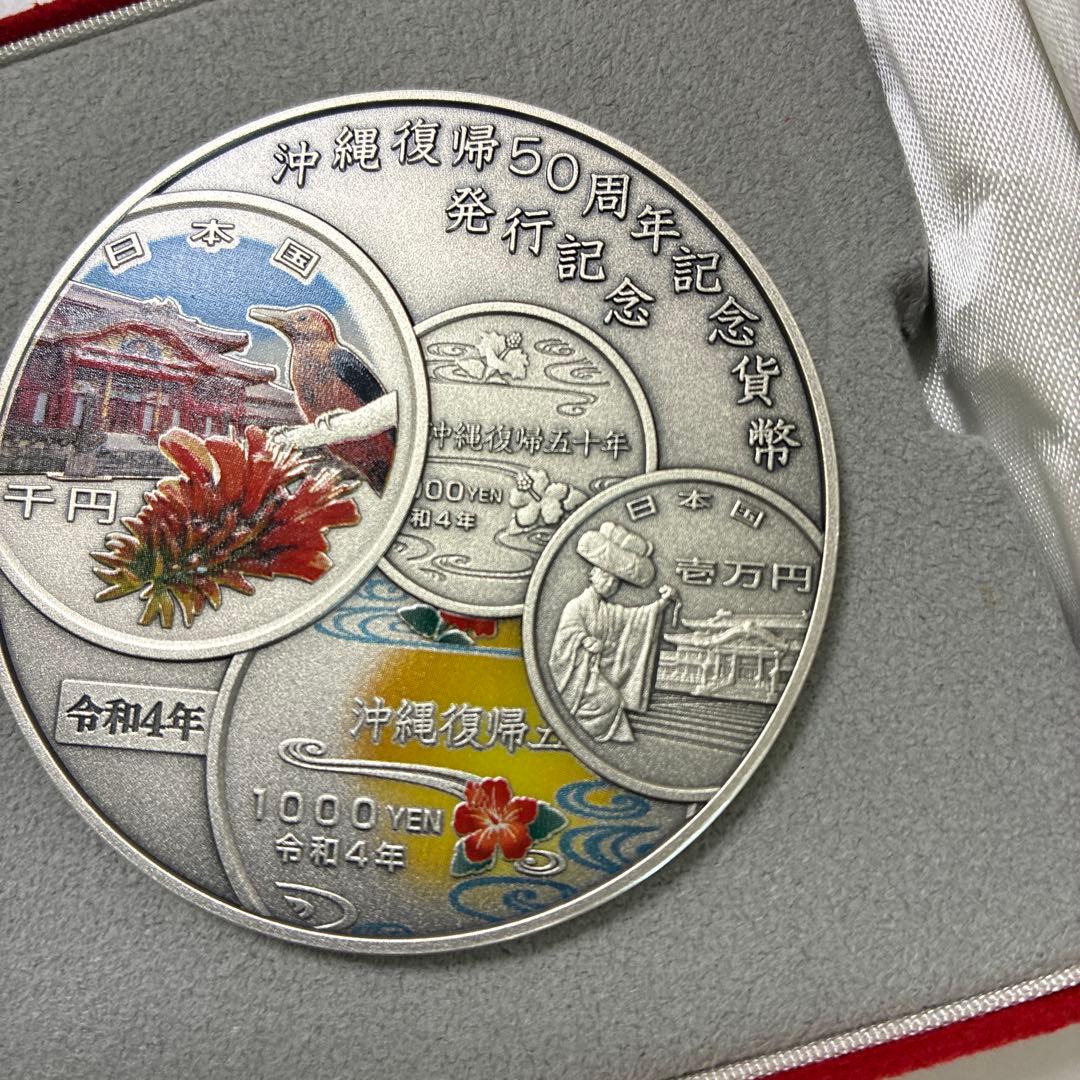 沖縄復帰50周年記念貨幣
発行記念
日本国
千円
沖縄復帰五十年
000YEN
和4年
日本国
壱万円
令和4年
沖縄復帰五
1000YEN
令和4年